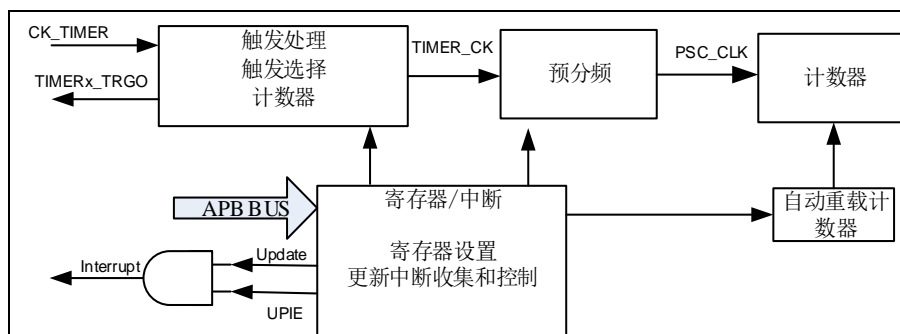 CK_TIMER
TIMERx_TRGO
触发处理
触发选择
计数器
TIMER_CK
预分频
PSC_CLK
计数器
APB BUS
寄存器/中断
寄存器设置
更新中断收集和控制
自动重载计
数器
Interrupt
Update
UPIE